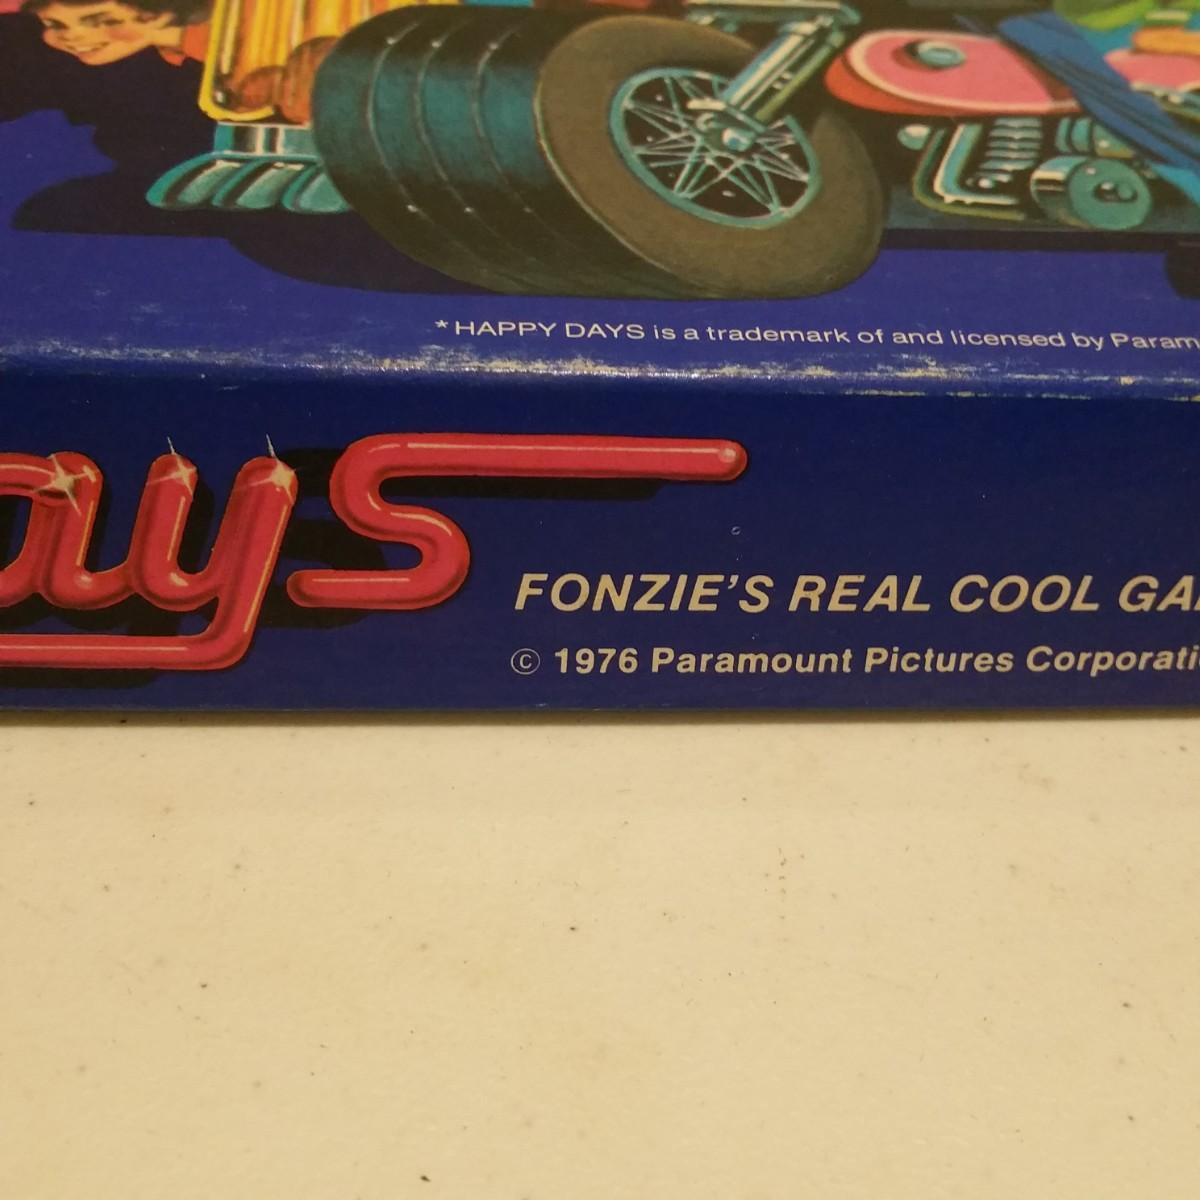 *HAPPY DAYS is a trademark of and licensed by Param
ays
FONZIE'S REAL COOL GA
© 1976 Paramount Pictures Corporati